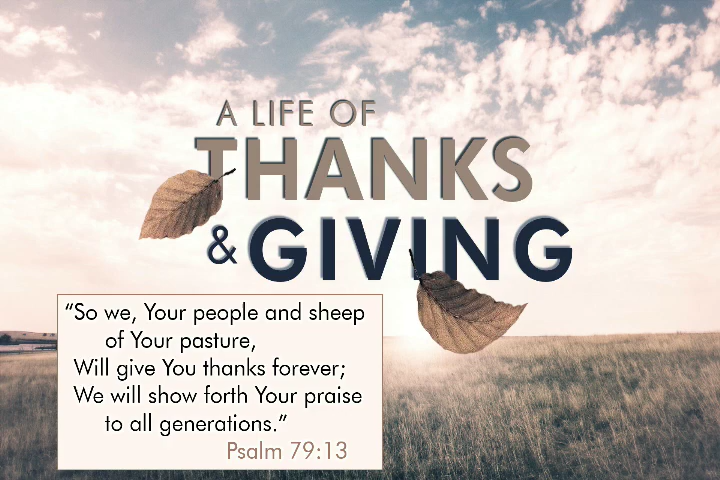 A LIFE OF
THANKS
& GIVING
“So we, Your people and sheep
of Your pasture,
Will give You thanks forever;
We will show forth Your praise
to all generations.”
Psalm 79:13